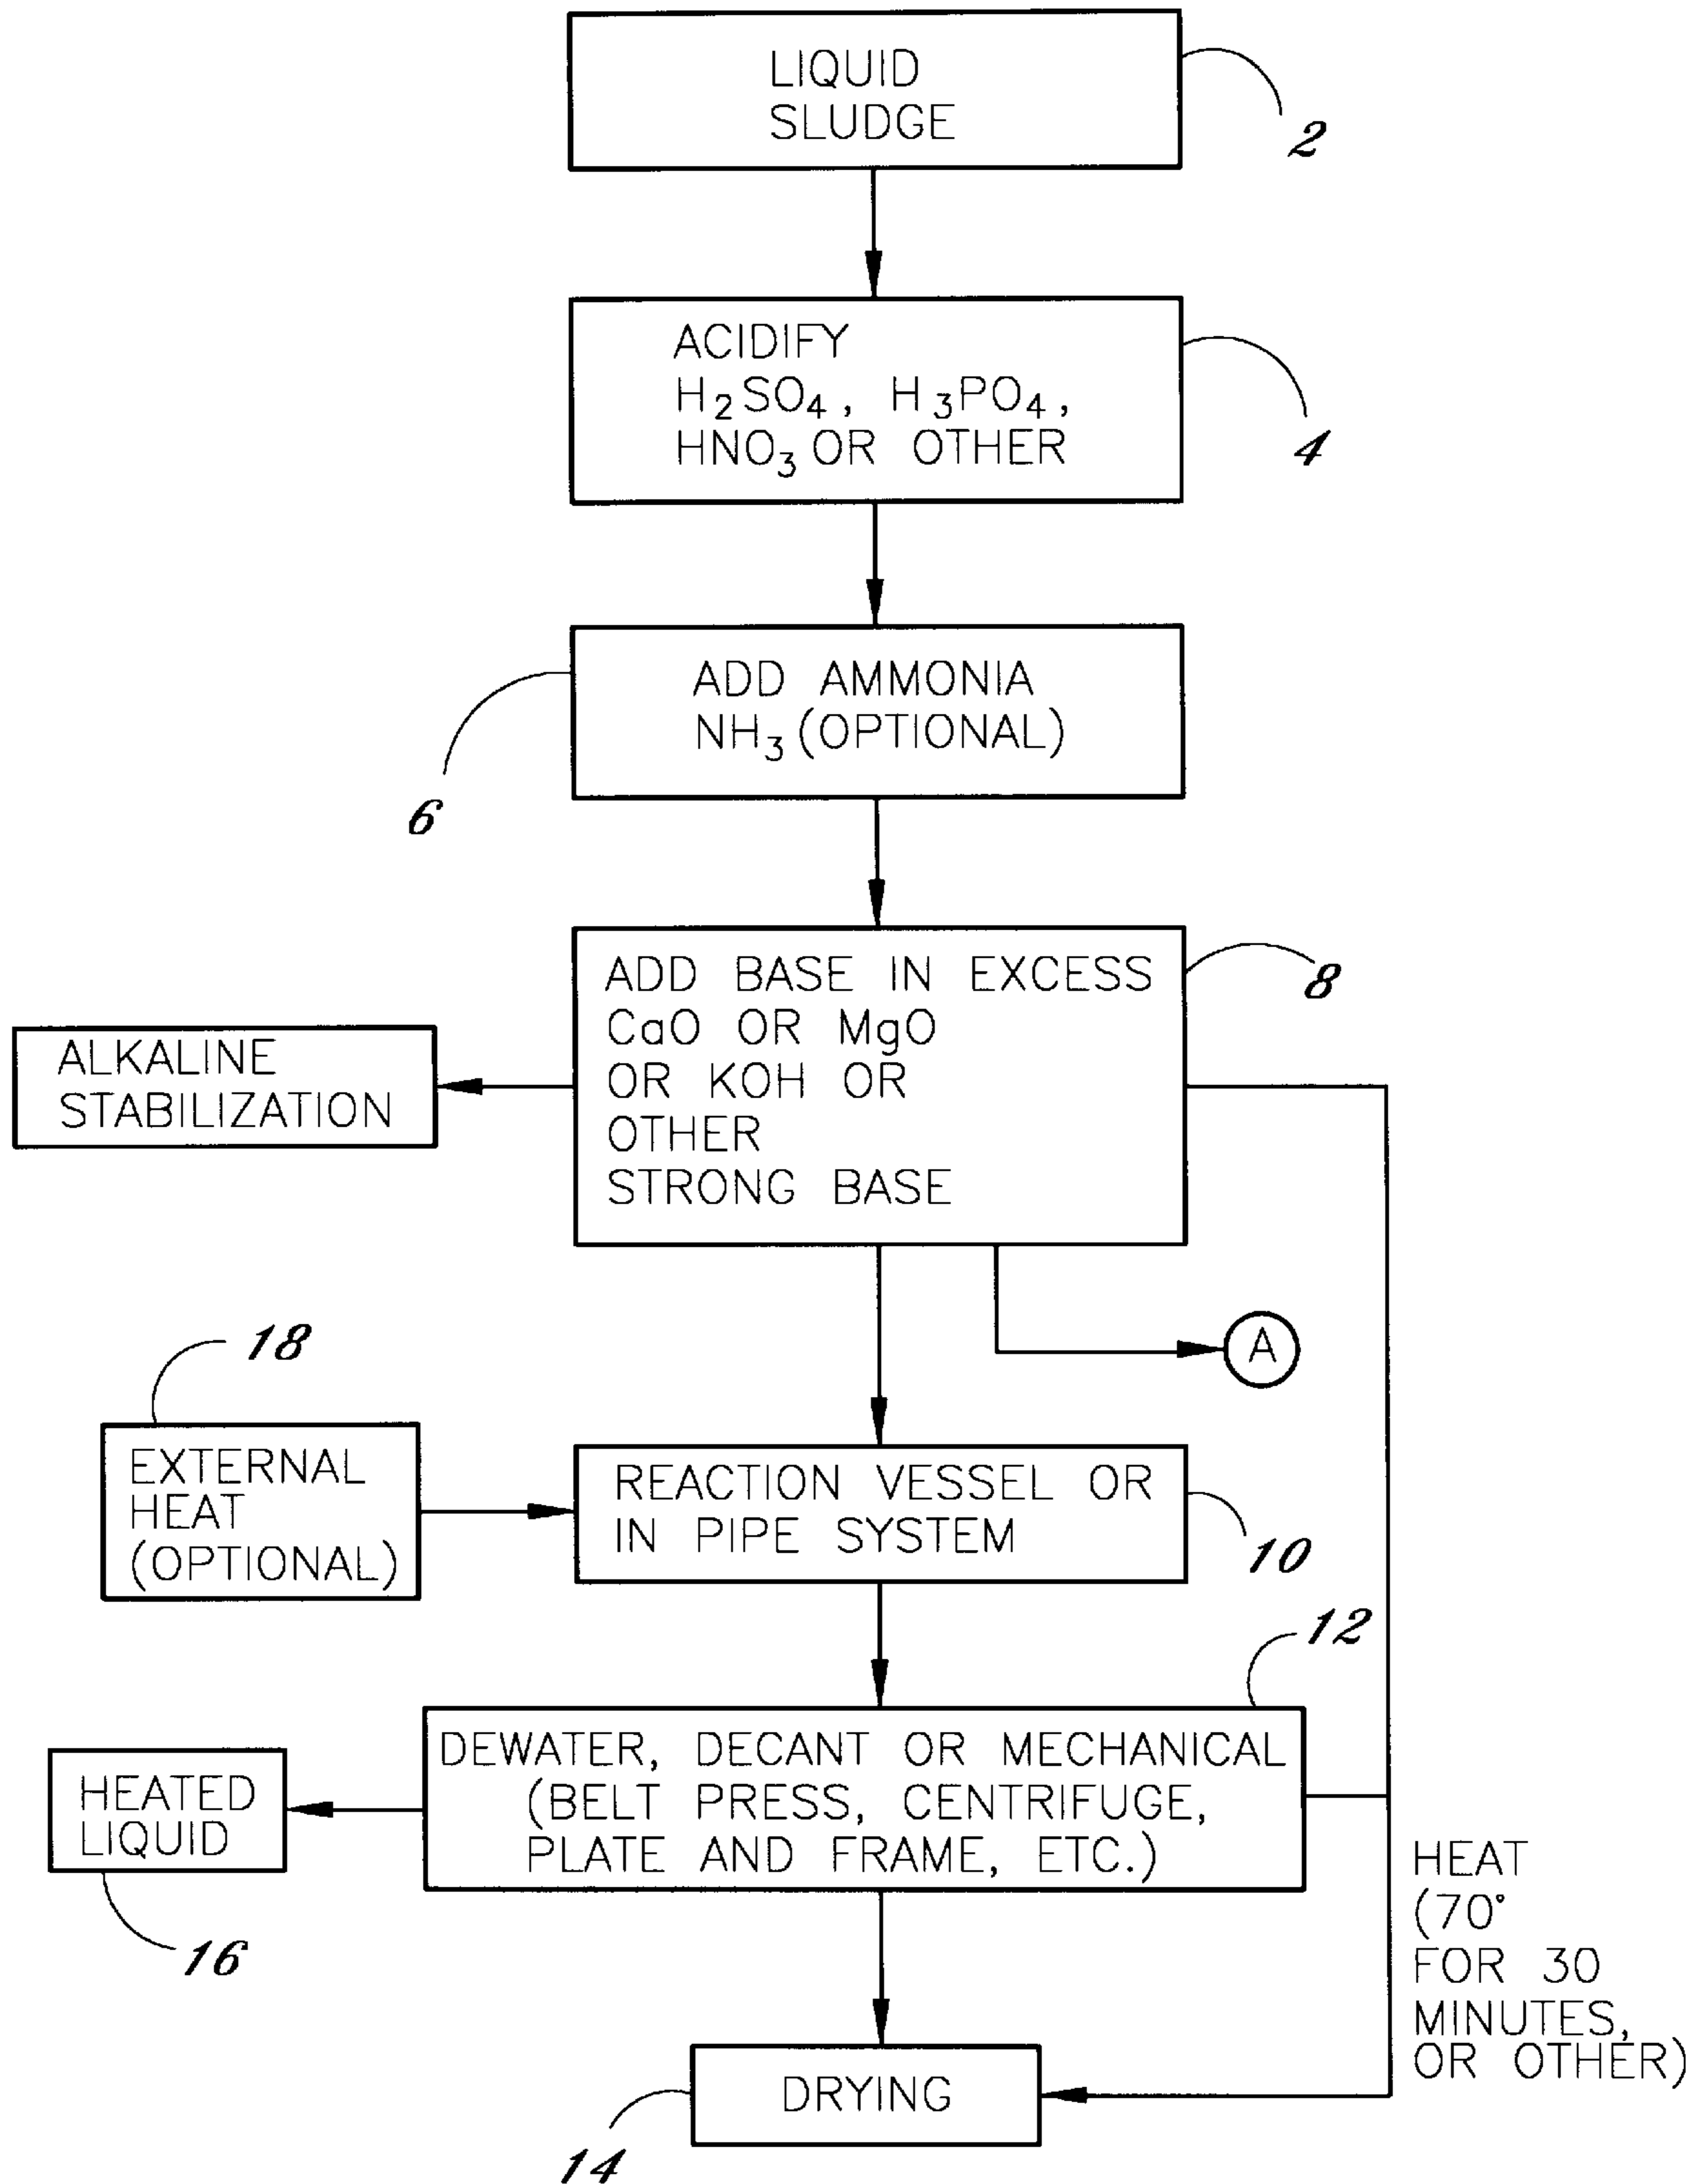 LIQUID
SLUDGE
2
ACIDIFY
H₂SO₄, H₃PO₄,
HNO₃ OR OTHER
4
ADD AMMONIA
NH₃ (OPTIONAL)
6
ADD BASE IN EXCESS
CaO OR MgO
OR KOH OR
OTHER
STRONG BASE
8
ALKALINE
STABILIZATION
A
18
EXTERNAL
HEAT
(OPTIONAL)
REACTION VESSEL OR
IN PIPE SYSTEM
10
12
DEWATER, DECANT OR MECHANICAL
(BELT PRESS, CENTRIFUGE,
PLATE AND FRAME, ETC.)
HEATED
LIQUID
16
HEAT
(70°
FOR 30
MINUTES,
OR OTHER)
DRYING
14